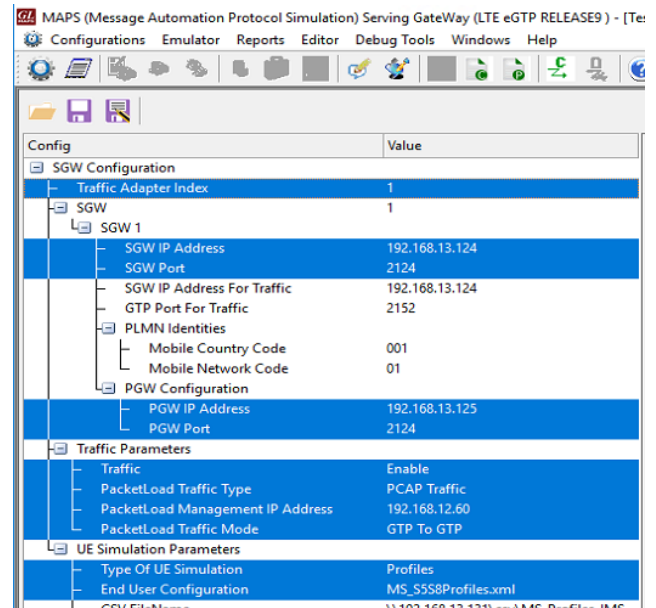 GL MAPS (Message Automation Protocol Simulation) Serving GateWay (LTE eGTP RELEASE9 ) - [Te
Configurations Emulator Reports Editor Debug Tools Windows Help
Config Value
SGW Configuration
Traffic Adapter Index 1
SGW 1
SGW 1
SGW IP Address 192.168.13.124
SGW Port 2124
SGW IP Address For Traffic 192.168.13.124
GTP Port For Traffic 2152
PLMN Identities
Mobile Country Code 001
Mobile Network Code 01
PGW Configuration
PGW IP Address 192.168.13.125
PGW Port 2124
Traffic Parameters
Traffic Enable
PacketLoad Traffic Type PCAP Traffic
PacketLoad Management IP Address 192.168.12.60
PacketLoad Traffic Mode GTP To GTP
UE Simulation Parameters
Type Of UE Simulation Profiles
End User Configuration MS_S5S8Profiles.xml
CSV FileName